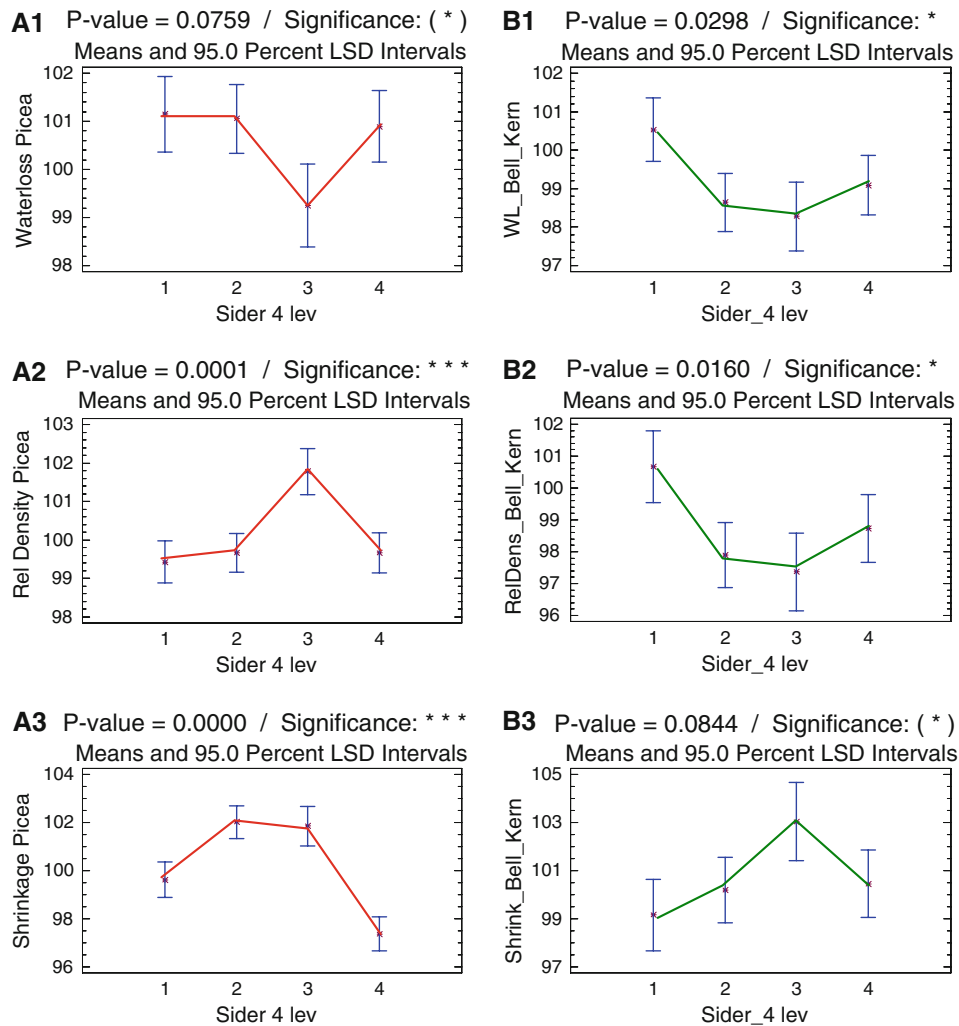 A1 P-value = 0.0759 / Significance: ( * )
Means and 95.0 Percent LSD Intervals
Waterloss Picea
102
101
100
99
98
1 2 3 4
Sider 4 lev
B1 P-value = 0.0298 / Significance: *
Means and 95.0 Percent LSD Intervals
WL_Bell_Kern
102
101
100
99
98
97
1 2 3 4
Sider_4 lev
A2 P-value = 0.0001 / Significance: * * *
Means and 95.0 Percent LSD Intervals
Rel Density Picea
103
102
101
100
99
98
1 2 3 4
Sider 4 lev
B2 P-value = 0.0160 / Significance: *
Means and 95.0 Percent LSD Intervals
RelDens_Bell_Kern
102
101
100
99
98
97
96
1 2 3 4
Sider_4 lev
A3 P-value = 0.0000 / Significance: * * *
Means and 95.0 Percent LSD Intervals
Shrinkage Picea
104
102
100
98
96
1 2 3 4
Sider 4 lev
B3 P-value = 0.0844 / Significance: ( * )
Means and 95.0 Percent LSD Intervals
Shrink_Bell_Kern
105
103
101
99
97
1 2 3 4
Sider_4 lev